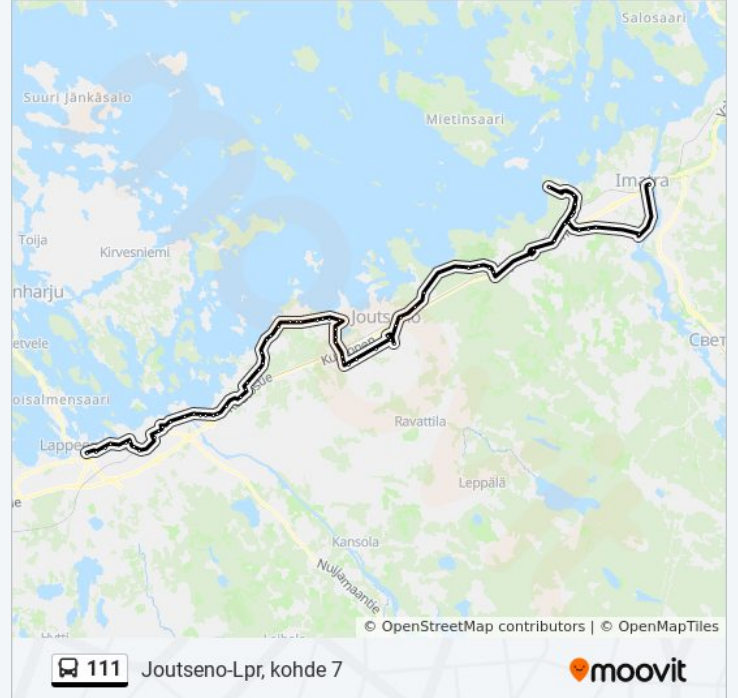 Salosaari
Suuri Jänkäsalo
Mietinsaari
Imatra
Toija
Kirvesniemi
nharju
Joutseno
Свет
etvele
oisalmensaari
Ravattila
Leppälä
Kansola
Nuijamaantie
© OpenStreetMap contributors | © OpenMapTiles
111 Joutseno-Lpr, kohde 7
moovit